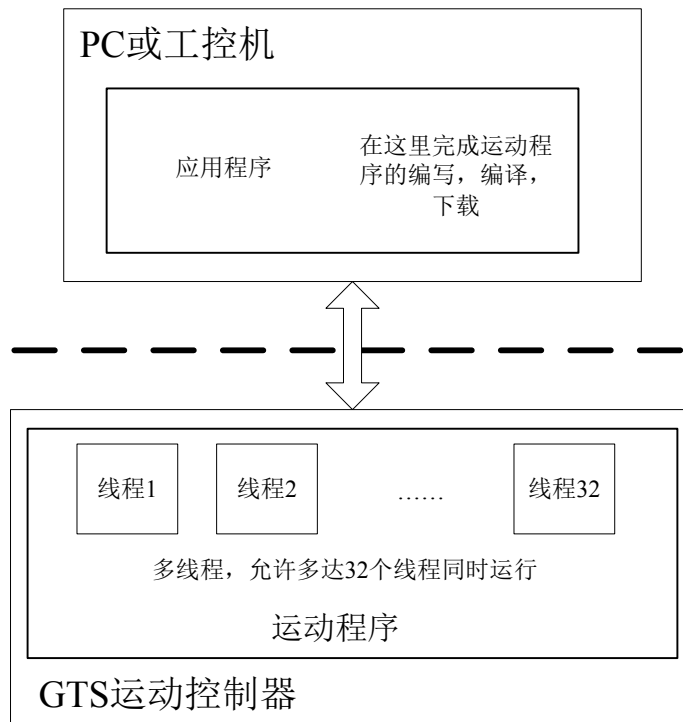 PC或工控机
应用程序
在这里完成运动程
序的编写，编译，
下载
线程1
线程2
……
线程32
多线程，允许多达32个线程同时运行
运动程序
GTS运动控制器